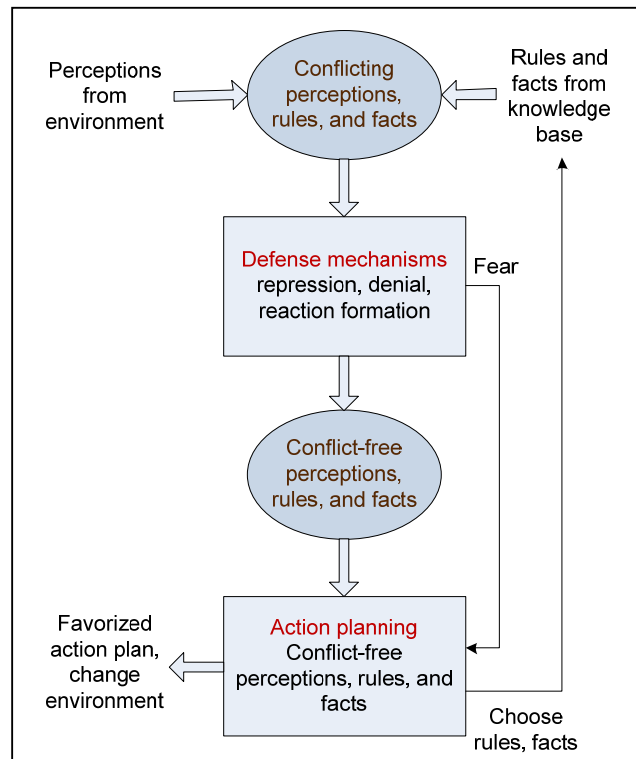 Perceptions
from
environment
Conflicting
perceptions,
rules, and facts
Rules and
facts from
knowledge
base
Defense mechanisms
repression, denial,
reaction formation
Fear
Conflict-free
perceptions,
rules, and facts
Favorized
action plan,
change
environment
Action planning
Conflict-free
perceptions, rules, and
facts
Choose
rules, facts